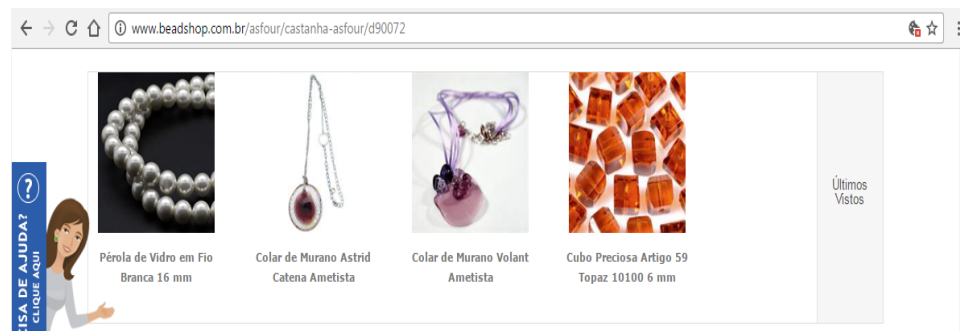 www.beadshop.com.br/asfour/castanha-asfour/d90072
Pérola de Vidro em Fio
Branca 16 mm
Colar de Murano Astrid
Catena Ametista
Colar de Murano Volant
Ametista
Cubo Preciosa Artigo 59
Topaz 10100 6 mm
Últimos
Vistos
CISA DE AJUDA?
CLIQUE AQUI
?